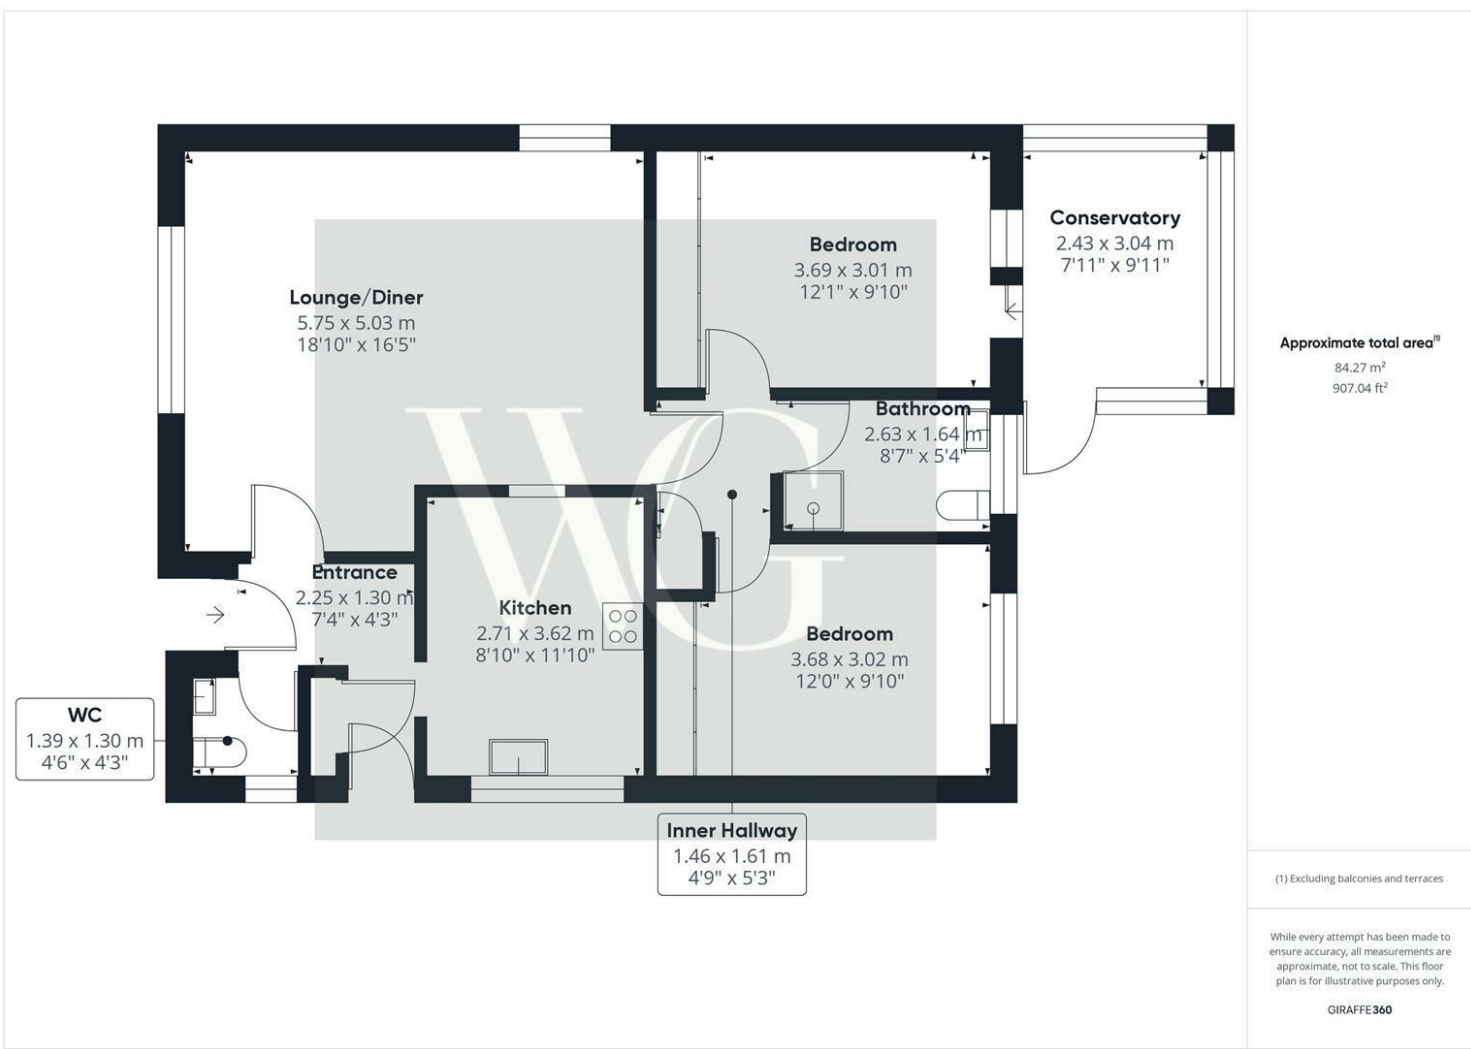 Lounge/Diner
5.75 x 5.03 m
18'10" x 16'5"
Bedroom
3.69 x 3.01 m
12'1" x 9'10"
Conservatory
2.43 x 3.04 m
7'11" x 9'11"
Bathroom
2.63 x 1.64 m
8'7" x 5'4"
Entrance
2.25 x 1.30 m
7'4" x 4'3"
Kitchen
2.71 x 3.62 m
8'10" x 11'10"
Bedroom
3.68 x 3.02 m
12'0" x 9'10"
WC
1.39 x 1.30 m
4'6" x 4'3"
Inner Hallway
1.46 x 1.61 m
4'9" x 5'3"
WG
Approximate total area(1)
84.27 m²
907.04 ft²
(1) Excluding balconies and terraces
While every attempt has been made to
ensure accuracy, all measurements are
approximate, not to scale. This floor
plan is for illustrative purposes only.
GIRAFFE360